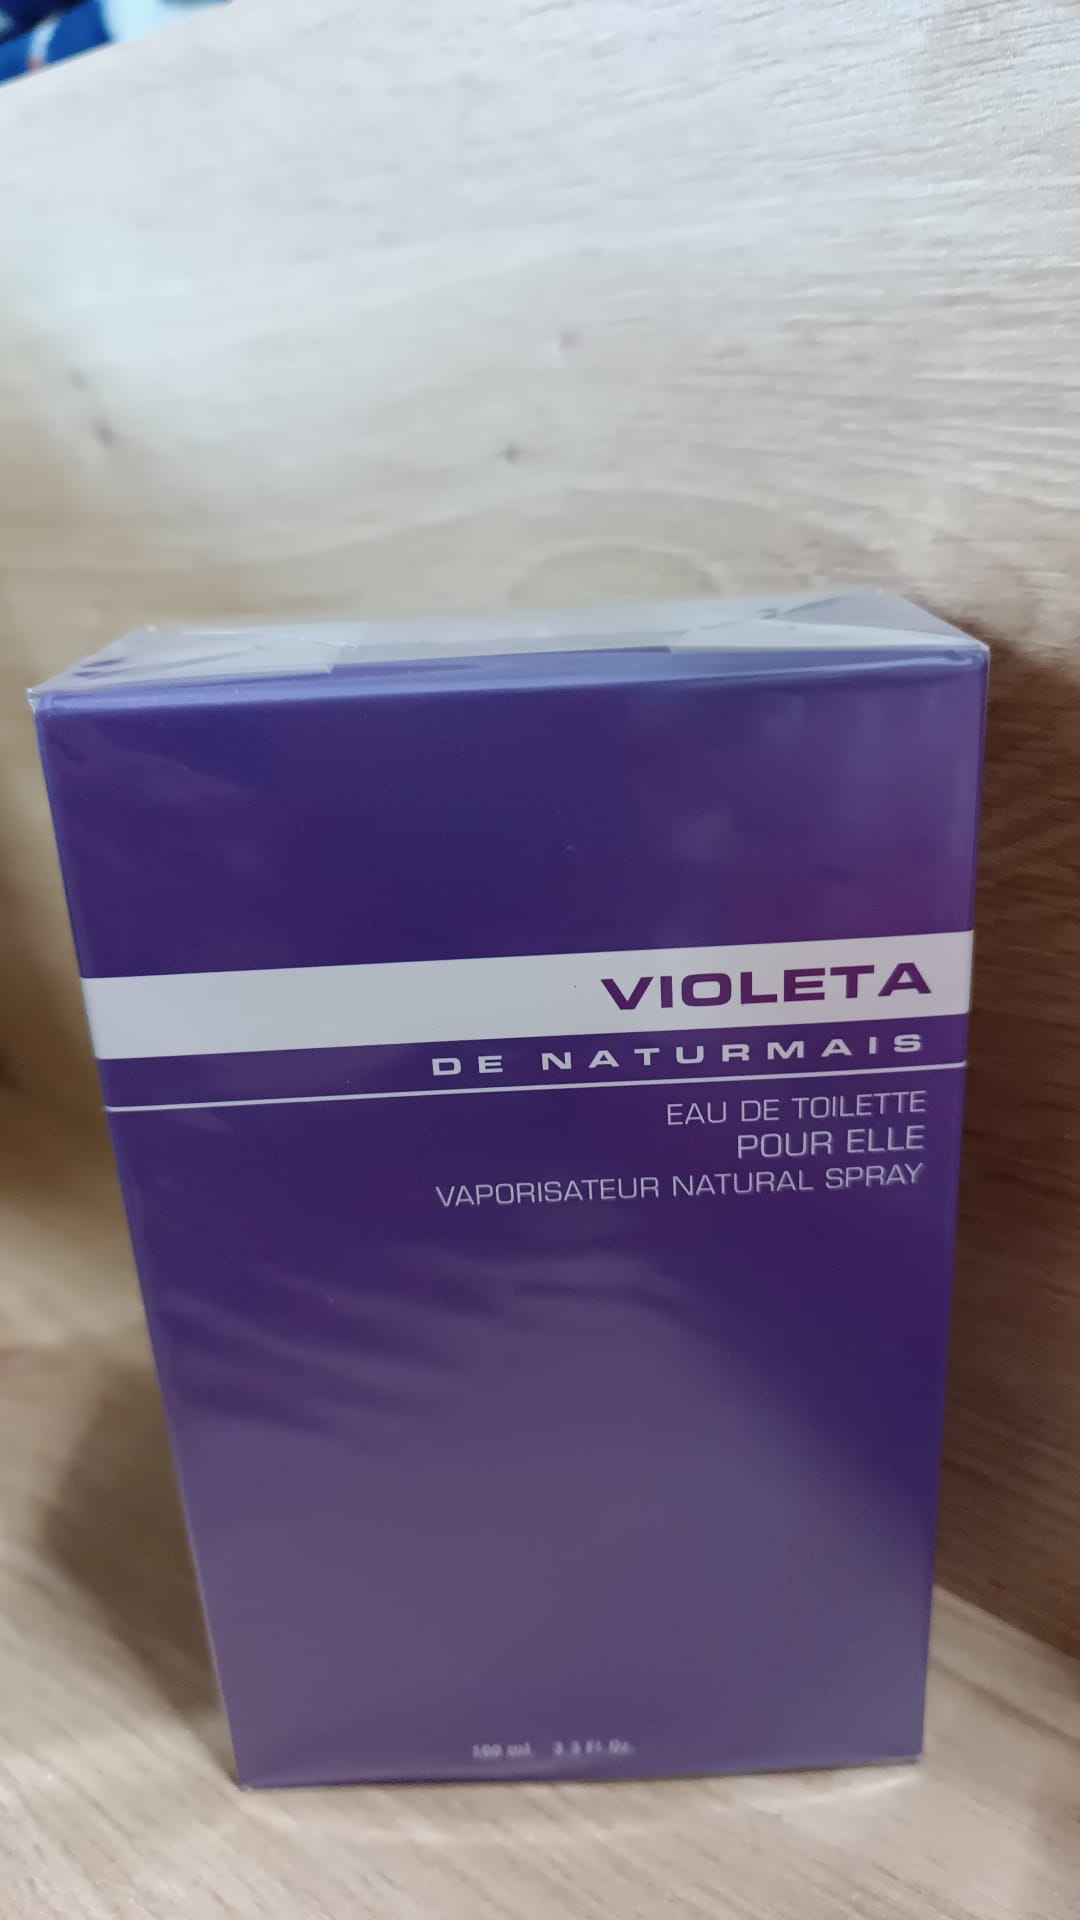 VIOLETA
DE NATURMAIS
EAU DE TOILETTE
POUR ELLE
VAPORISATEUR NATURAL SPRAY
100 ml. 3.3 Fl. Oz.